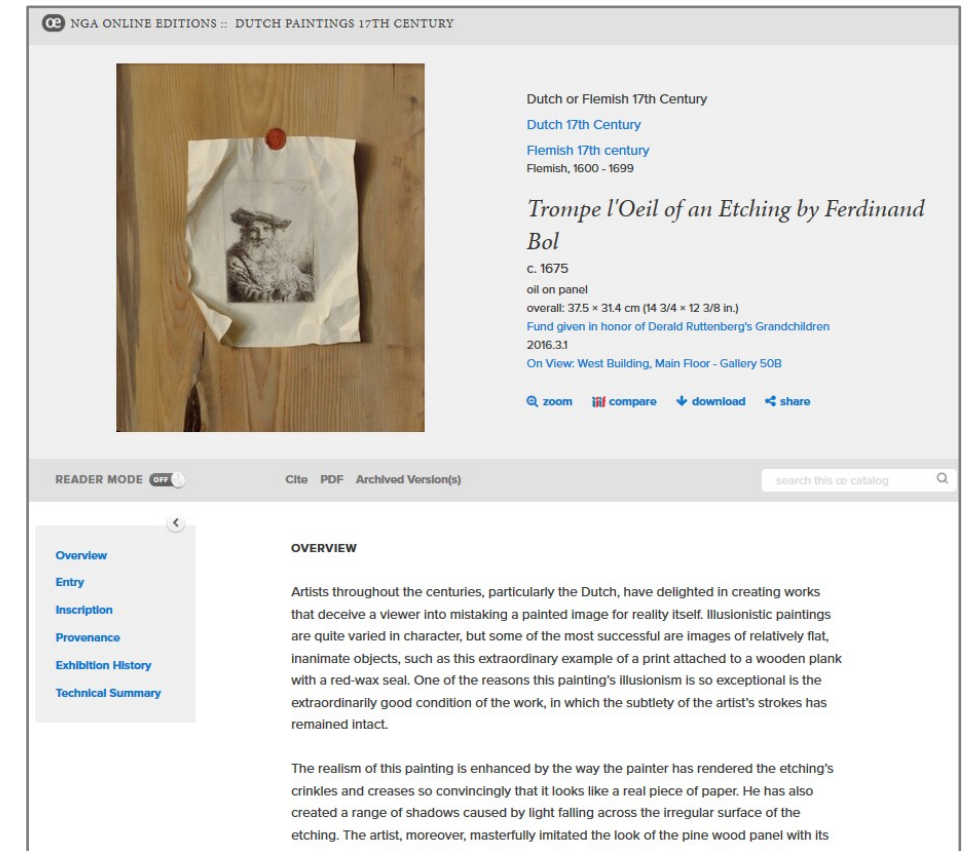 œ NGA ONLINE EDITIONS :: DUTCH PAINTINGS 17TH CENTURY
Dutch or Flemish 17th Century
Dutch 17th Century
Flemish 17th century
Flemish, 1600 - 1699
Trompe l'Oeil of an Etching by Ferdinand
Bol
c. 1675
oil on panel
overall: 37.5 × 31.4 cm (14 3/4 × 12 3/8 in.)
Fund given in honor of Derald Ruttenberg's Grandchildren
2016.3.1
On View: West Building, Main Floor - Gallery 50B
zoom iiif compare download share
READER MODE OFF Cite PDF Archived Version(s) search this œ catalog
Overview
Entry
Inscription
Provenance
Exhibition History
Technical Summary
OVERVIEW
Artists throughout the centuries, particularly the Dutch, have delighted in creating works
that deceive a viewer into mistaking a painted image for reality itself. Illusionistic paintings
are quite varied in character, but some of the most successful are images of relatively flat,
inanimate objects, such as this extraordinary example of a print attached to a wooden plank
with a red-wax seal. One of the reasons this painting's illusionism is so exceptional is the
extraordinarily good condition of the work, in which the subtlety of the artist's strokes has
remained intact.
The realism of this painting is enhanced by the way the painter has rendered the etching's
crinkles and creases so convincingly that it looks like a real piece of paper. He has also
created a range of shadows caused by light falling across the irregular surface of the
etching. The artist, moreover, masterfully imitated the look of the pine wood panel with its